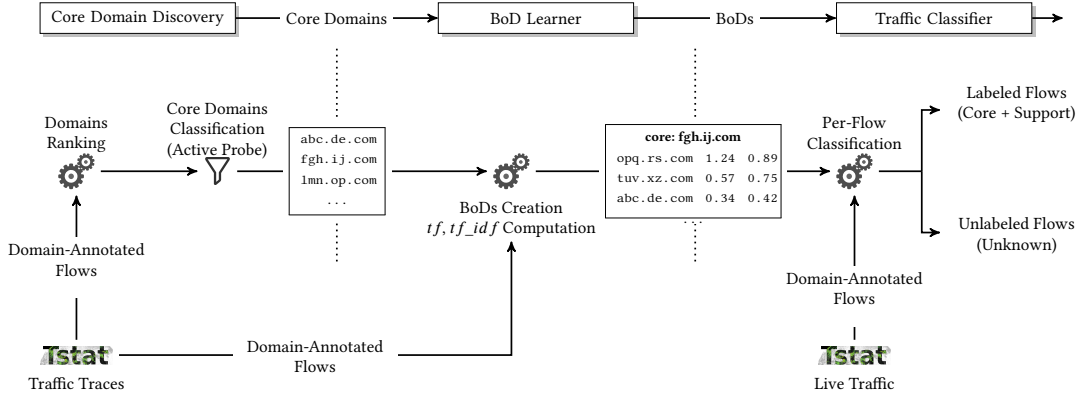 Core Domain Discovery
Core Domains
BoD Learner
BoDs
Traffic Classifier
Domains
Ranking
Core Domains
Classification
(Active Probe)
abc.de.com
fgh.ij.com
lmn.op.com
...
BoDs Creation
tf, tf_idf Computation
core: fgh.ij.com
opq.rs.com 1.24 0.89
tuv.xz.com 0.57 0.75
abc.de.com 0.34 0.42
...
Per-Flow
Classification
Labeled Flows
(Core + Support)
Unlabeled Flows
(Unknown)
Domain-Annotated
Flows
Tstat
Traffic Traces
Domain-Annotated
Flows
Domain-Annotated
Flows
Tstat
Live Traffic